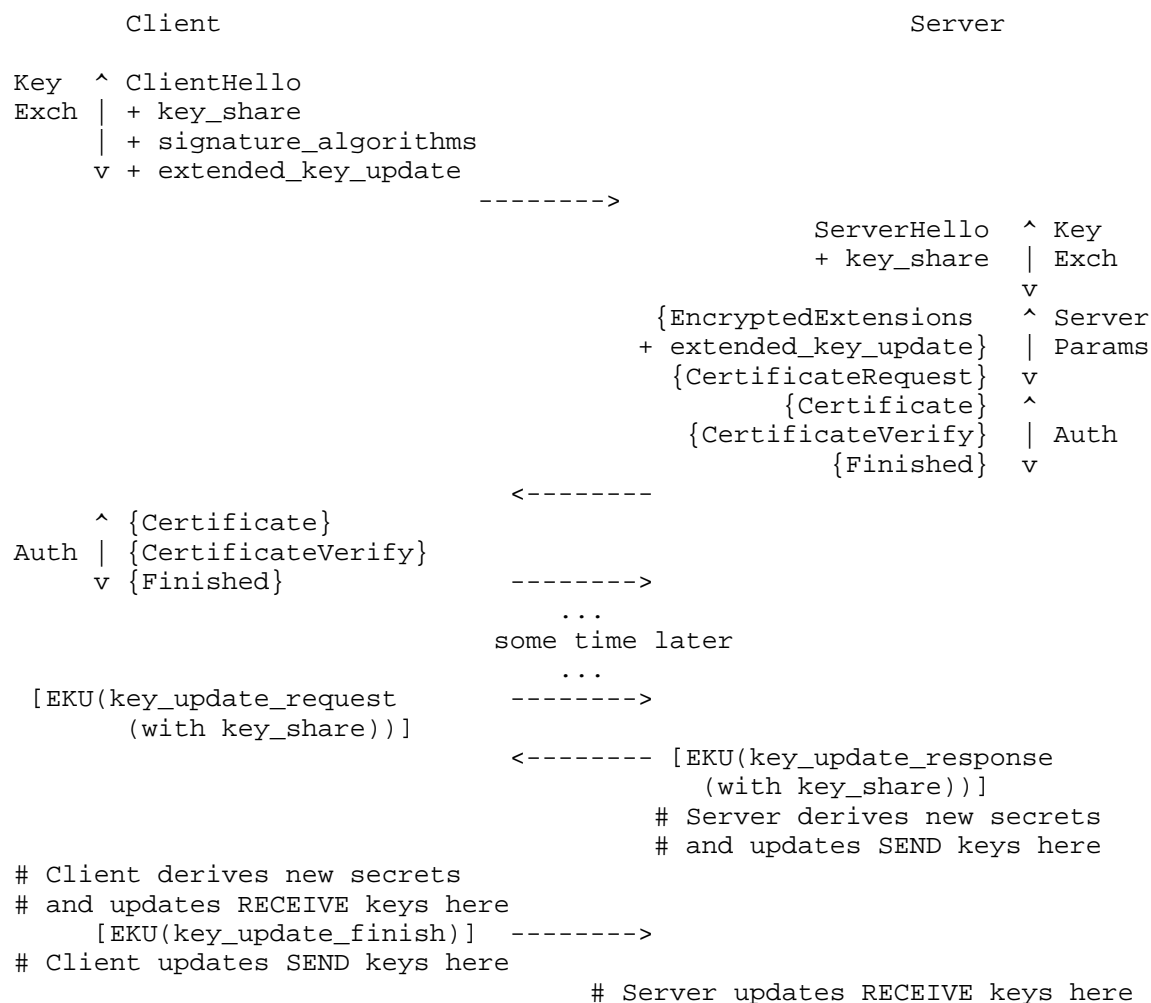 Client                                           Server

Key  ^ ClientHello
Exch | + key_share
     | + signature_algorithms
     v + extended_key_update
                             -------->
                                                  ServerHello  ^ Key
                                                  + key_share  | Exch
                                                               v
                                        {EncryptedExtensions   ^ Server
                                       + extended_key_update}  | Params
                                         {CertificateRequest}  v
                                                {Certificate}  ^
                                          {CertificateVerify}  | Auth
                                                   {Finished}  v
                               <--------
     ^ {Certificate}
Auth | {CertificateVerify}
     v {Finished}              -------->
                                  ...
                              some time later
                                  ...
 [EKU(key_update_request       -------->
       (with key_share))]
                               <-------- [EKU(key_update_response
                                           (with key_share))]
                                        # Server derives new secrets
                                        # and updates SEND keys here
# Client derives new secrets
# and updates RECEIVE keys here
     [EKU(key_update_finish)]  -------->
# Client updates SEND keys here
                                    # Server updates RECEIVE keys here